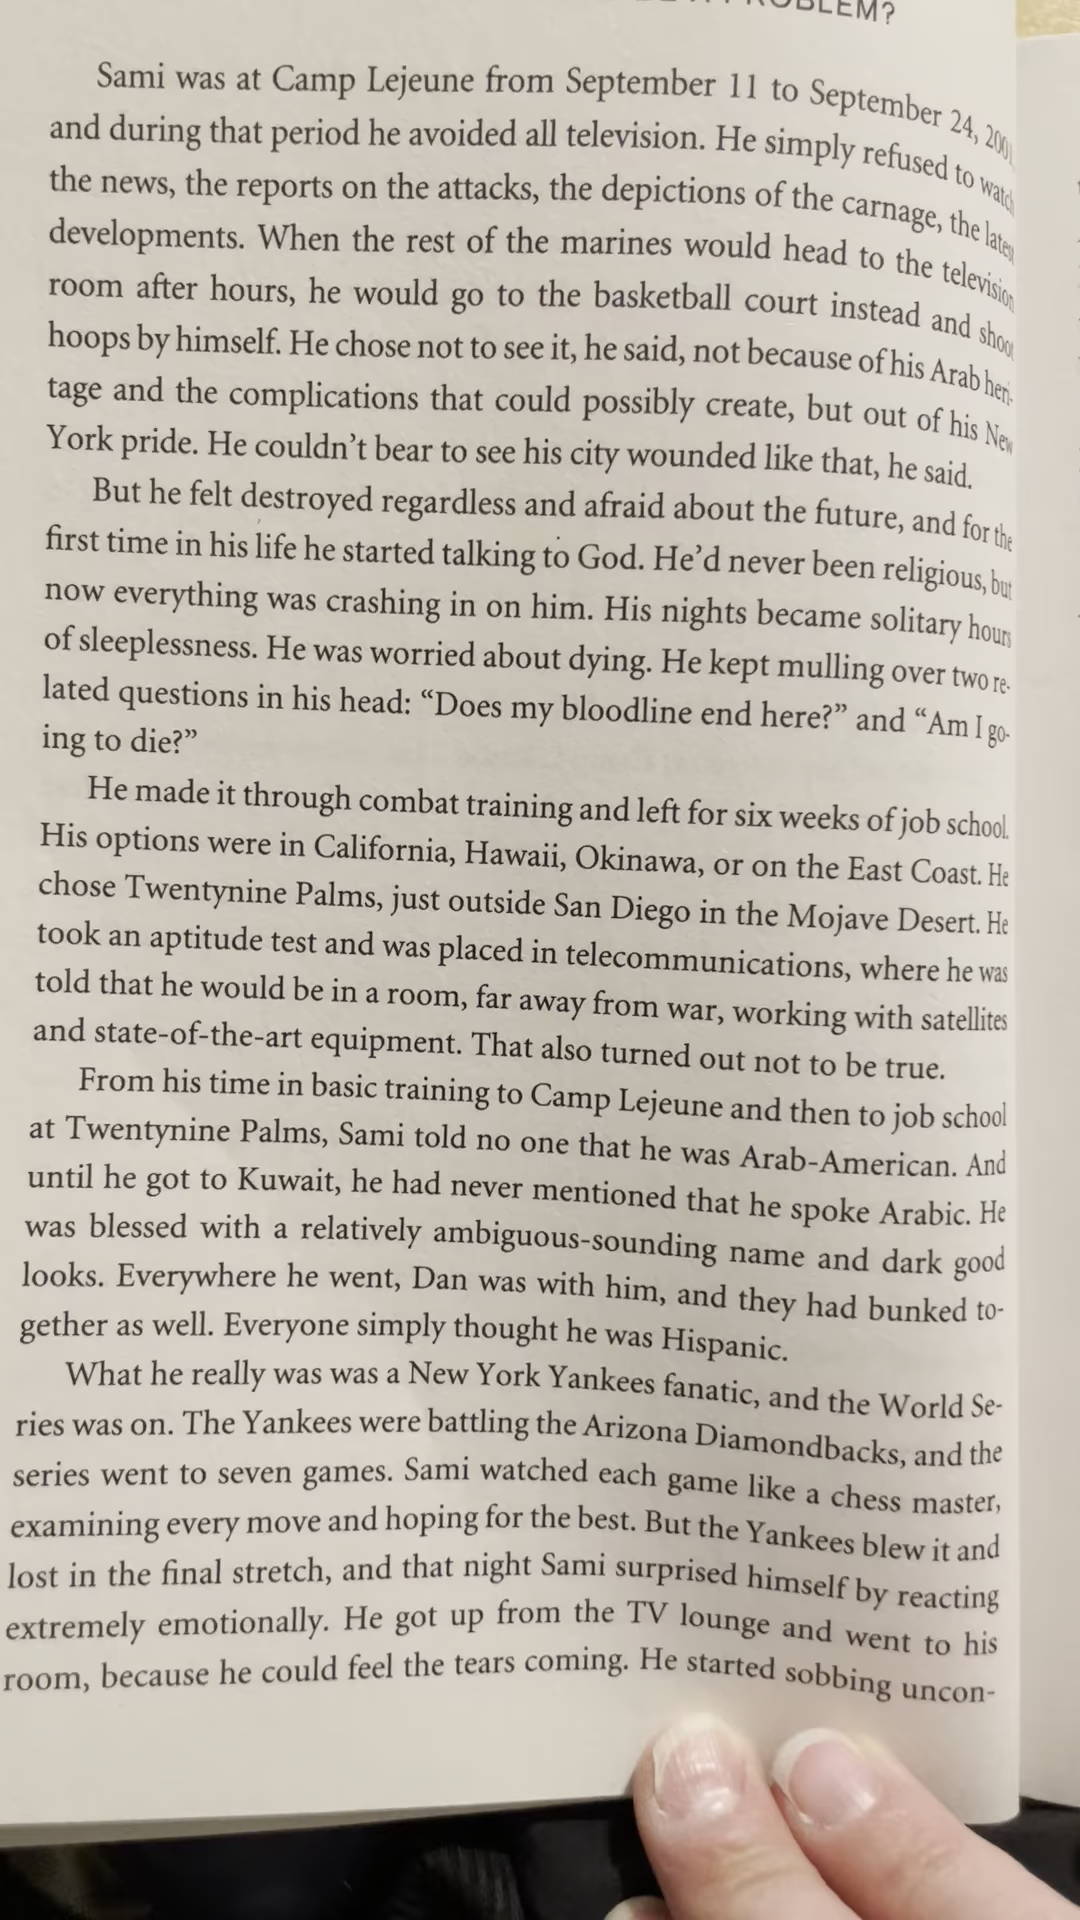 PROBLEM?
Sami was at Camp Lejeune from September 11 to September 24, 2001
and during that period he avoided all television. He simply refused to watch
the news, the reports on the attacks, the depictions of the carnage, the latest
developments. When the rest of the marines would head to the television
room after hours, he would go to the basketball court instead and shoot
hoops by himself. He chose not to see it, he said, not because of his Arab heri-
tage and the complications that could possibly create, but out of his New
York pride. He couldn’t bear to see his city wounded like that, he said.
But he felt destroyed regardless and afraid about the future, and for the
first time in his life he started talking to God. He’d never been religious, but
now everything was crashing in on him. His nights became solitary hours
of sleeplessness. He was worried about dying. He kept mulling over two re-
lated questions in his head: “Does my bloodline end here?” and “Am I go-
ing to die?”
He made it through combat training and left for six weeks of job school.
His options were in California, Hawaii, Okinawa, or on the East Coast. He
chose Twentynine Palms, just outside San Diego in the Mojave Desert. He
took an aptitude test and was placed in telecommunications, where he was
told that he would be in a room, far away from war, working with satellites
and state-of-the-art equipment. That also turned out not to be true.
From his time in basic training to Camp Lejeune and then to job school
at Twentynine Palms, Sami told no one that he was Arab-American. And
until he got to Kuwait, he had never mentioned that he spoke Arabic. He
was blessed with a relatively ambiguous-sounding name and dark good
looks. Everywhere he went, Dan was with him, and they had bunked to-
gether as well. Everyone simply thought he was Hispanic.
What he really was was a New York Yankees fanatic, and the World Se-
ries was on. The Yankees were battling the Arizona Diamondbacks, and the
series went to seven games. Sami watched each game like a chess master,
examining every move and hoping for the best. But the Yankees blew it and
lost in the final stretch, and that night Sami surprised himself by reacting
extremely emotionally. He got up from the TV lounge and went to his
room, because he could feel the tears coming. He started sobbing uncon-